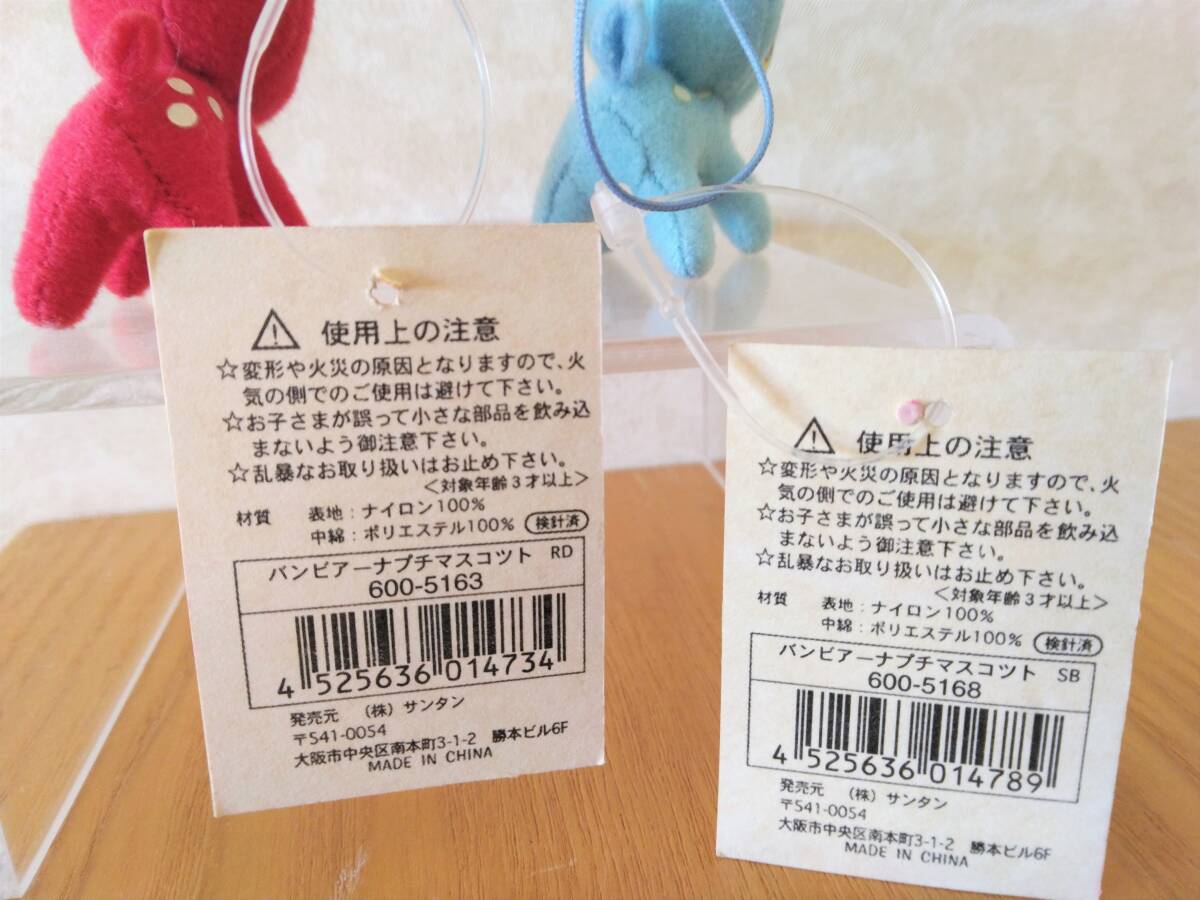 ⚠ 使用上の注意
☆変形や火災の原因となりますので、火
気の側でのご使用は避けて下さい。
☆お子さまが誤って小さな部品を飲み込
まないよう御注意下さい。
☆乱暴なお取り扱いはお止め下さい。
<対象年齢3才以上>
材質 表地:ナイロン100%
中綿:ポリエステル100% 検針済
バンビアーナプチマスコツト RD
600-5163
4 525636 014734
発売元 (株) サンタン
〒541-0054
大阪市中央区南本町3-1-2 勝本ビル6F
MADE IN CHINA
⚠ 使用上の注意
☆変形や火災の原因となりますので、火
気の側でのご使用は避けて下さい。
☆お子さまが誤って小さな部品を飲み込
まないよう御注意下さい。
☆乱暴なお取り扱いはお止め下さい。
<対象年齢3才以上>
材質 表地:ナイロン100%
中綿:ポリエステル100% 検針済
バンビアーナプチマスコツト SB
600-5168
4 525636 014789
発売元 (株) サンタン
〒541-0054
大阪市中央区南本町3-1-2 勝本ビル6F
MADE IN CHINA